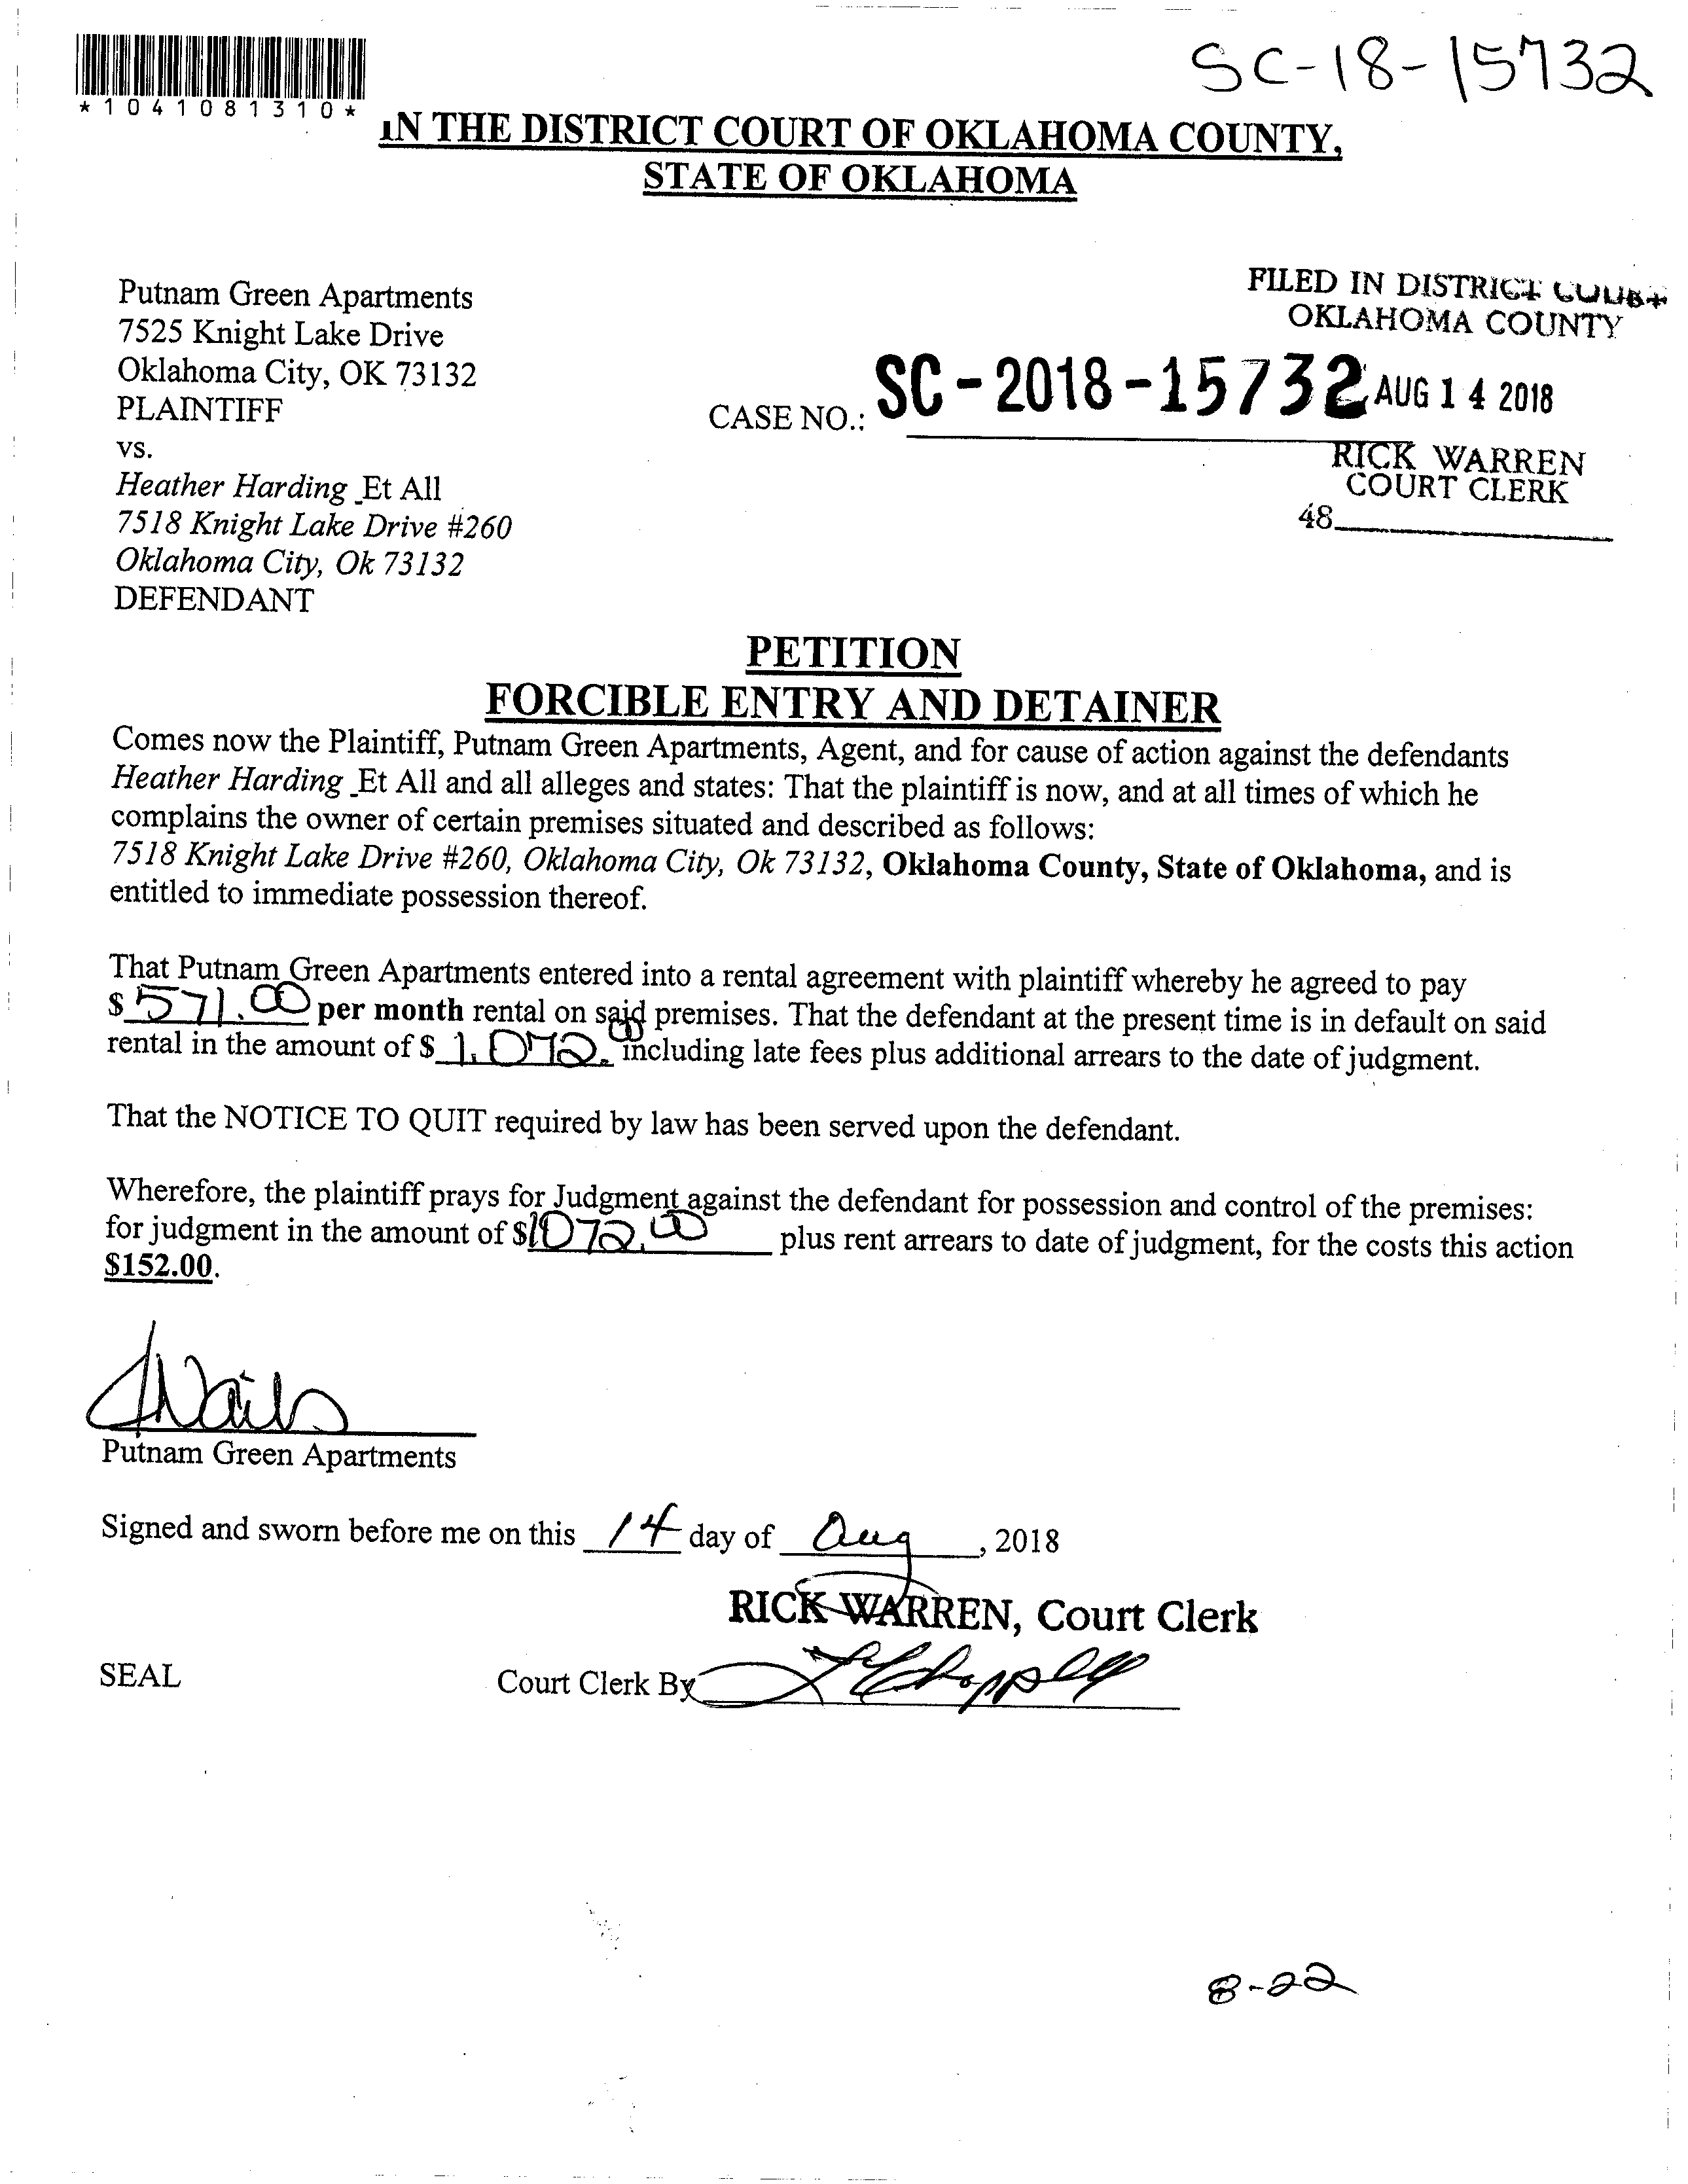 SC-18-15732
*1041081310*
IN THE DISTRICT COURT OF OKLAHOMA COUNTY,
STATE OF OKLAHOMA
Putnam Green Apartments
7525 Knight Lake Drive
Oklahoma City, OK 73132
PLAINTIFF
vs.
Heather Harding Et All
7518 Knight Lake Drive #260
Oklahoma City, Ok 73132
DEFENDANT
FILED IN DISTRICT COURT
OKLAHOMA COUNTY
CASE NO.: SC-2018-15732 AUG 14 2018
RICK WARREN
COURT CLERK
48
PETITION
FORCIBLE ENTRY AND DETAINER
Comes now the Plaintiff, Putnam Green Apartments, Agent, and for cause of action against the defendants
Heather Harding Et All and all alleges and states: That the plaintiff is now, and at all times of which he
complains the owner of certain premises situated and described as follows:
7518 Knight Lake Drive #260, Oklahoma City, Ok 73132, Oklahoma County, State of Oklahoma, and is
entitled to immediate possession thereof.
That Putnam Green Apartments entered into a rental agreement with plaintiff whereby he agreed to pay
$ 571.00 per month rental on said premises. That the defendant at the present time is in default on said
rental in the amount of $ 1,072.00 including late fees plus additional arrears to the date of judgment.
That the NOTICE TO QUIT required by law has been served upon the defendant.
Wherefore, the plaintiff prays for Judgment against the defendant for possession and control of the premises:
for judgment in the amount of $1072.00 plus rent arrears to date of judgment, for the costs this action
$152.00.
Putnam Green Apartments
Signed and sworn before me on this 14 day of Aug, 2018
RICK WARREN, Court Clerk
SEAL
Court Clerk By
8-22